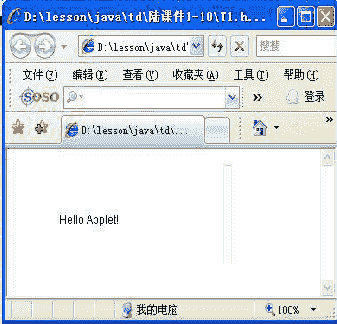 D:\lesson\java\td\陆课件1-10\T1.h...
D:\lesson\java\td\
搜搜
文件(F) 编辑(E) 查看(V) 收藏夹(A) 工具(T) 帮助(H)
SOSO » 登录
D:\lesson\java\td\... »
Hello Applet!
我的电脑 100%